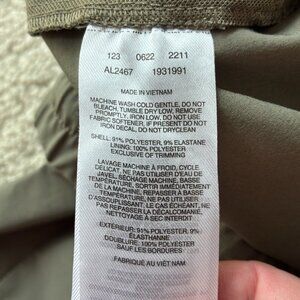 123 0622 2211
AL2467 1931991
MADE IN VIETNAM
MACHINE WASH COLD GENTLE, DO NOT
BLEACH, TUMBLE DRY LOW, REMOVE
PROMPTLY, IRON LOW, DO NOT USE
FABRIC SOFTENER, IF PRESENT DO NOT
IRON DECAL, DO NOT DRYCLEAN
SHELL: 91% POLYESTER, 9% ELASTANE
LINING: 100% POLYESTER
EXCLUSIVE OF TRIMMING
LAVAGE MACHINE À FROID, CYCLE
DÉLICAT, NE PAS UTILISER D'EAU DE
JAVEL, SÉCHAGE MACHINE, BASSE
TEMPÉRATURE, SORTIR IMMÉDIATEMENT
DE LA MACHINE, REPASSER À BASSE
TEMPÉRATURE, NE PAS UTILISER
D'ASSOUPLISSANT, LE CAS ÉCHÉANT, NE
PAS REPASSER LA DÉCALCOMANIE,
NETTOYAGE À SEC INTERDIT
EXTÉRIEUR: 91% POLYESTER, 9%
ÉLASTHANNE
DOUBLURE: 100% POLYESTER
SAUF LES BORDURES
FABRIQUÉ AU VIÊT NAM